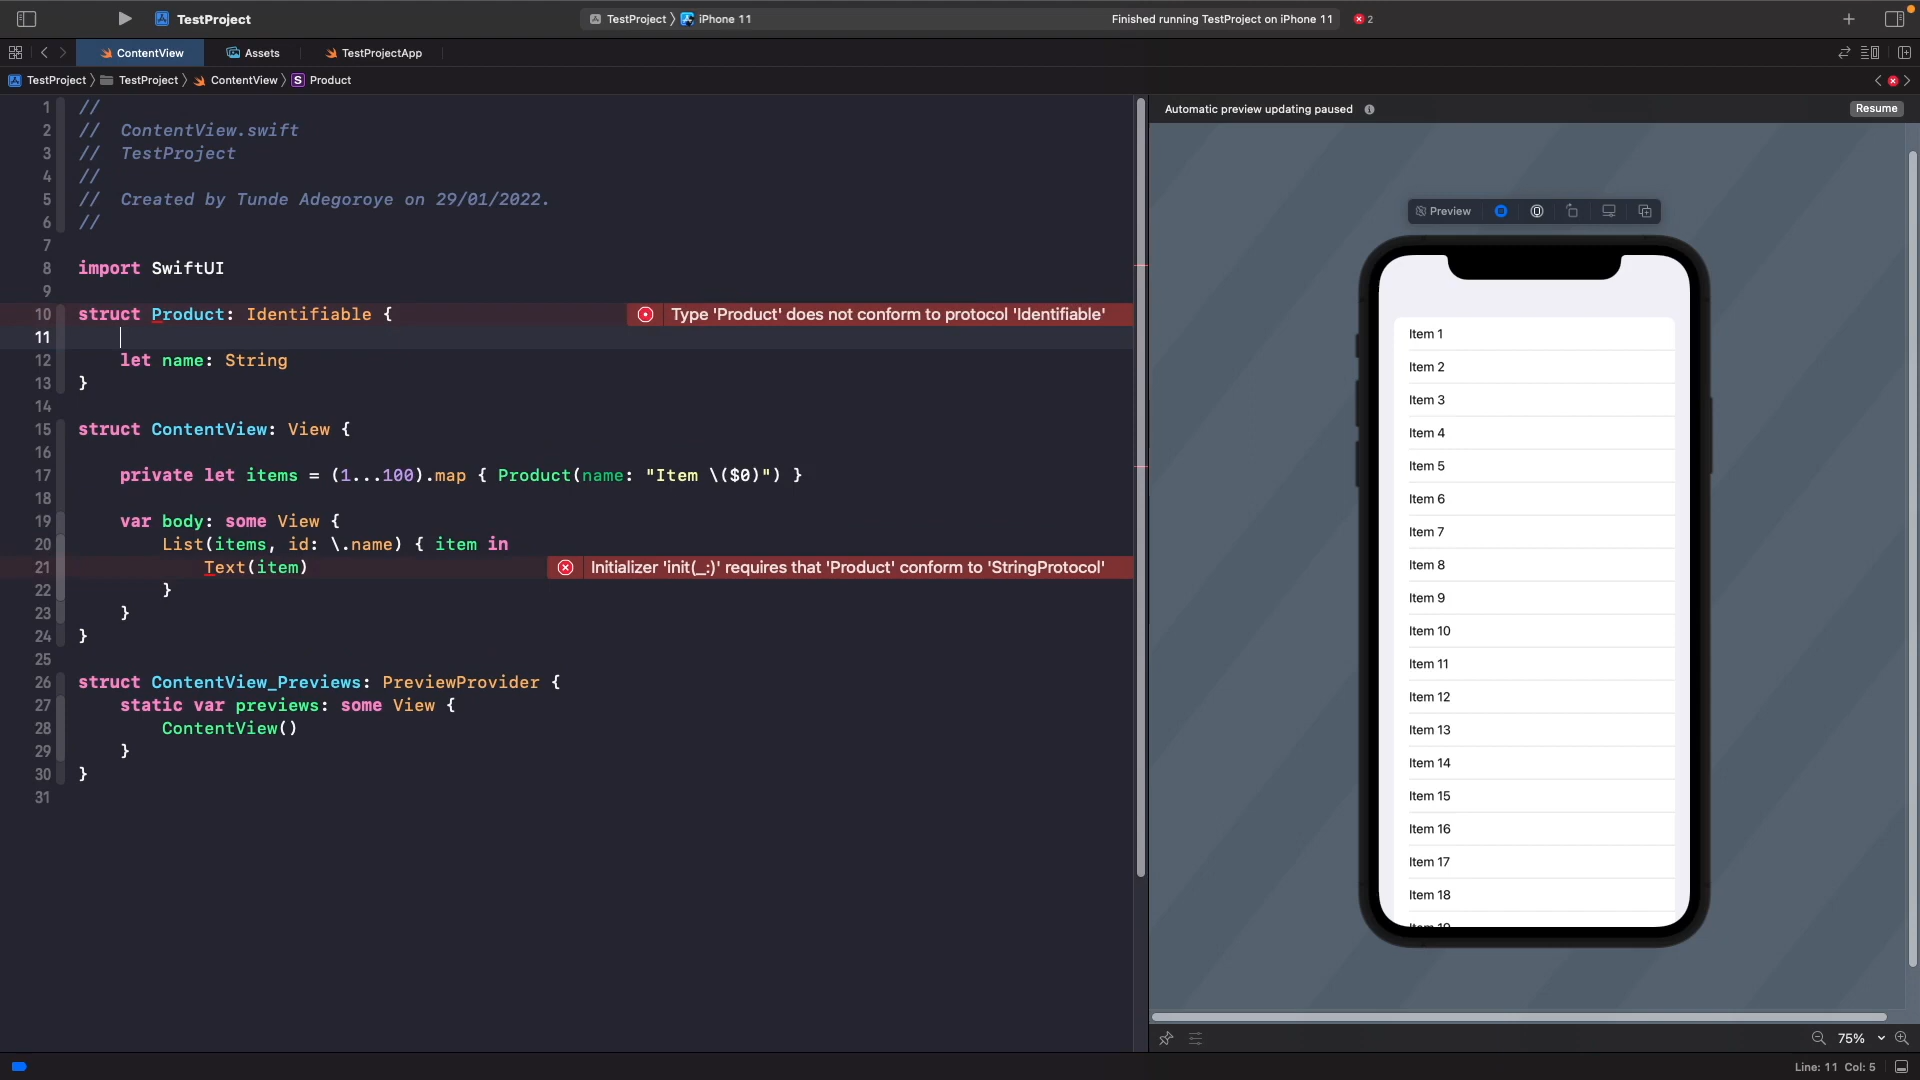 TestProject
TestProject
iPhone 11
Finished running TestProject on iPhone 11
2
ContentView
Assets
TestProjectApp
TestProject
TestProject
ContentView
S
Product
1 //
2 //  ContentView.swift
3 //  TestProject
4 //
5 //  Created by Tunde Adegoroye on 29/01/2022.
6 //
7
8 import SwiftUI
9
10 struct Product: Identifiable {
Type 'Product' does not conform to protocol 'Identifiable'
11
12     let name: String
13 }
14
15 struct ContentView: View {
16
17     private let items = (1...100).map { Product(name: "Item \($0)") }
18
19     var body: some View {
20         List(items, id: \.name) { item in
21             Text(item)
Initializer 'init(_:)' requires that 'Product' conform to 'StringProtocol'
22         }
23     }
24 }
25
26 struct ContentView_Previews: PreviewProvider {
27     static var previews: some View {
28         ContentView()
29     }
30 }
31
Automatic preview updating paused
Resume
Preview
Item 1
Item 2
Item 3
Item 4
Item 5
Item 6
Item 7
Item 8
Item 9
Item 10
Item 11
Item 12
Item 13
Item 14
Item 15
Item 16
Item 17
Item 18
Item 19
75%
Line: 11 Col: 5